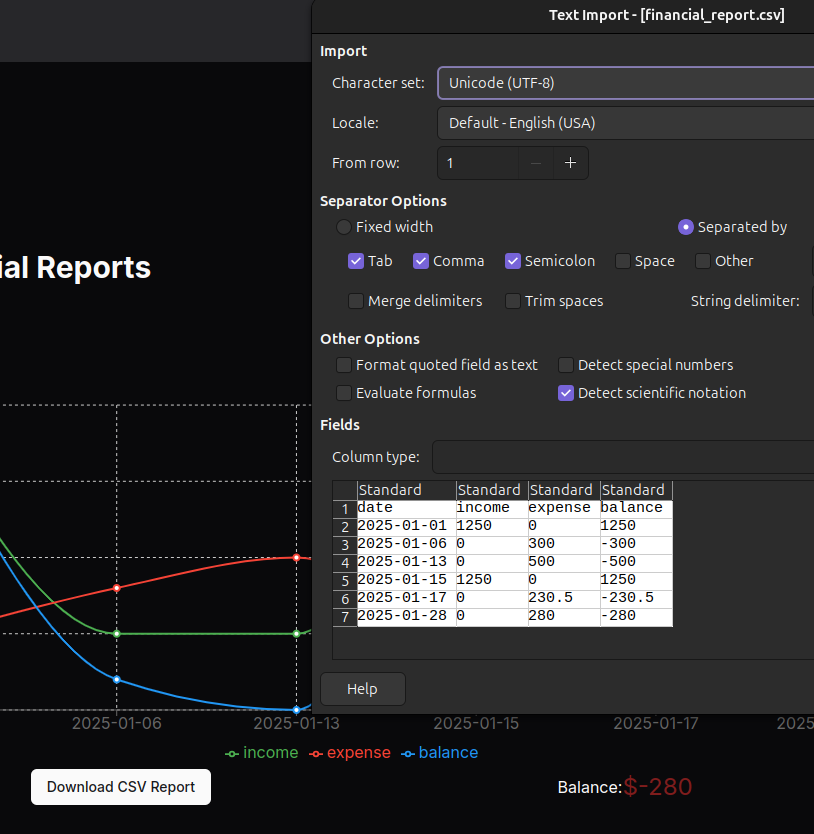 Text Import - [financial_report.csv]
Import
Character set: Unicode (UTF-8)
Locale: Default - English (USA)
From row: 1 − +
Separator Options
Fixed width Separated by
Tab Comma Semicolon Space Other
Merge delimiters Trim spaces String delimiter:
Other Options
Format quoted field as text Detect special numbers
Evaluate formulas Detect scientific notation
Fields
Column type:
Standard Standard Standard Standard
1 date income expense balance
2 2025-01-01 1250 0 1250
3 2025-01-06 0 300 -300
4 2025-01-13 0 500 -500
5 2025-01-15 1250 0 1250
6 2025-01-17 0 230.5 -230.5
7 2025-01-28 0 280 -280
Help
ial Reports
2025-01-06 2025-01-13 2025-01-15 2025-01-17 2025
income expense balance
Download CSV Report
Balance:$-280